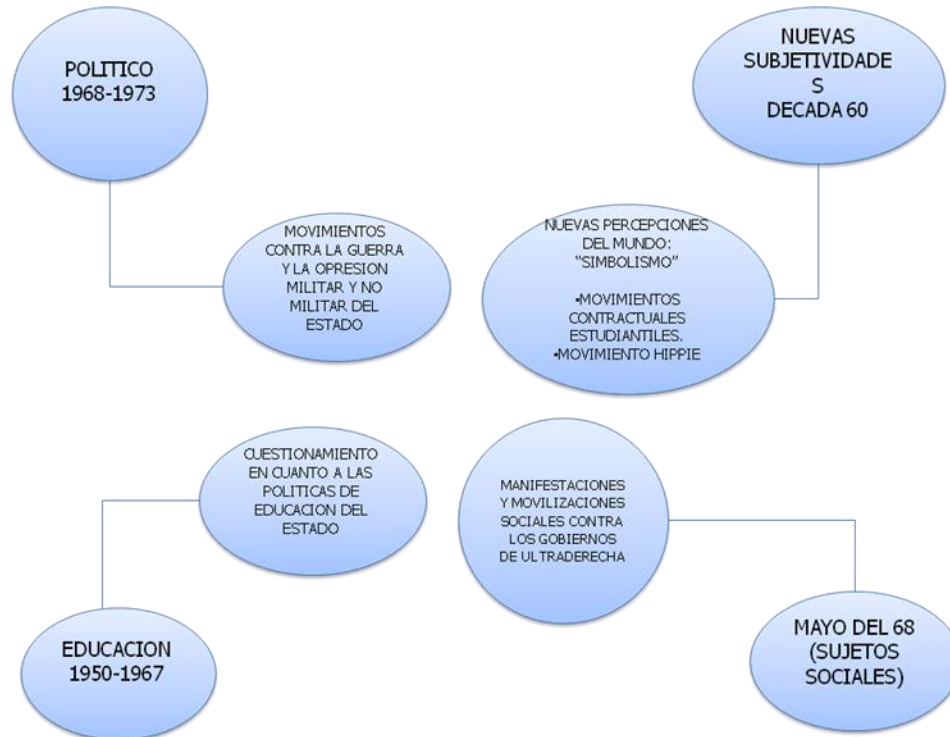 POLITICO
1968-1973
NUEVAS
SUBJETIVIDADE
S
DECADA 60
MOVIMIENTOS
CONTRA LA GUERRA
Y LA OPRESION
MILITAR Y NO
MILITAR DEL
ESTADO
NUEVAS PERCEPCIONES
DEL MUNDO:
“SIMBOLISMO”
•MOVIMIENTOS
CONTRACTUALES
ESTUDIANTILES.
•MOVIMIENTO HIPPIE
CUESTIONAMIENTO
EN CUANTO A LAS
POLITICAS DE
EDUCACION DEL
ESTADO
MANIFESTACIONES
Y MOVILIZACIONES
SOCIALES CONTRA
LOS GOBIERNOS
DE ULTRADERECHA
EDUCACION
1950-1967
MAYO DEL 68
(SUJETOS
SOCIALES)